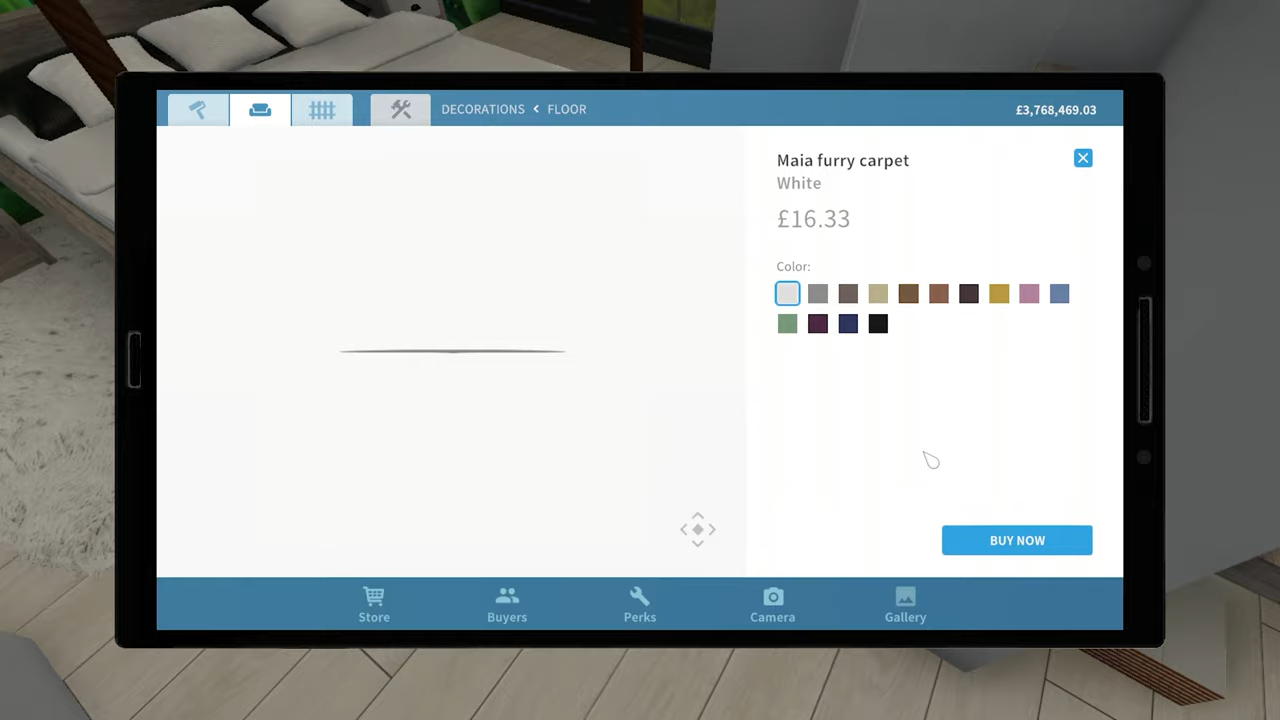 DECORATIONS < FLOOR
£3,768,469.03
Maia furry carpet
White
£16.33
Color:
BUY NOW
Store
Buyers
Perks
Camera
Gallery